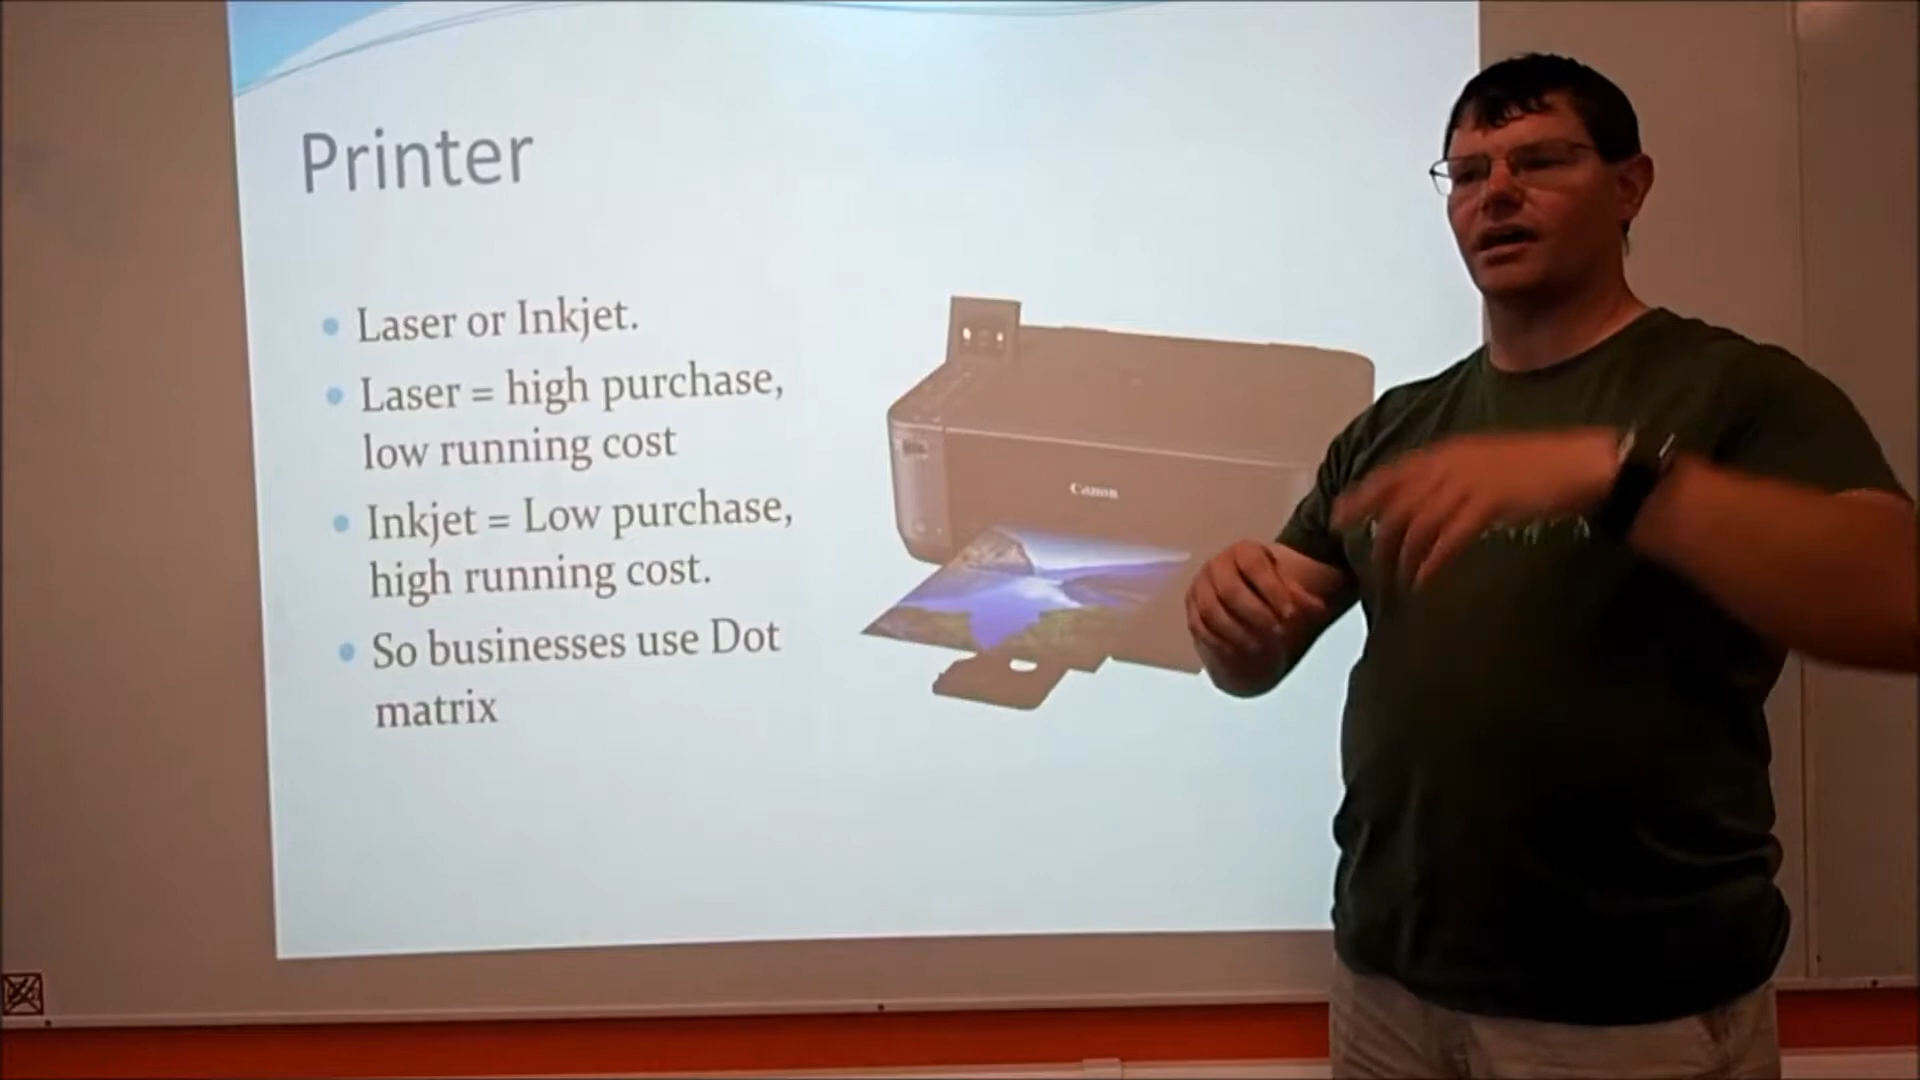 Printer
Laser or Inkjet.
Laser = high purchase,
low running cost
Inkjet = Low purchase,
high running cost.
So businesses use Dot
matrix
Canon